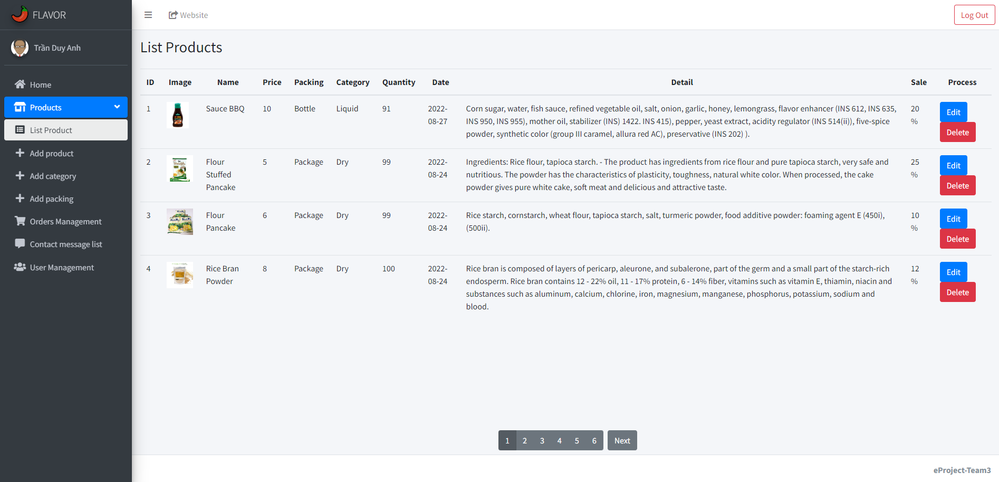 FLAVOR
Website
Log Out
Trần Duy Anh
Home
Products
List Product
Add product
Add category
Add packing
Orders Management
Contact message list
User Management
List Products
ID Image Name Price Packing Category Quantity Date Detail Sale Process
1 Sauce BBQ 10 Bottle Liquid 91 2022- Corn sugar, water, fish sauce, refined vegetable oil, salt, onion, garlic, honey, lemongrass, flavor enhancer (INS 612, INS 635, 20 Edit
08-27 INS 950, INS 955), mother oil, stabilizer (INS) 1422. INS 415), pepper, yeast extract, acidity regulator (INS 514(ii)), five-spice %
powder, synthetic color (group III caramel, allura red AC), preservative (INS 202) ). Delete
2 Flour 5 Package Dry 99 2022- Ingredients: Rice flour, tapioca starch. - The product has ingredients from rice flour and pure tapioca starch, very safe and 25 Edit
Stuffed 08-24 nutritious. The powder has the characteristics of plasticity, toughness, natural white color. When processed, the cake %
Pancake powder gives pure white cake, soft meat and delicious and attractive taste. Delete
3 Flour 6 Package Dry 99 2022- Rice starch, cornstarch, wheat flour, tapioca starch, salt, turmeric powder, food additive powder: foaming agent E (450i), 10 Edit
Pancake 08-24 (500ii). %
Delete
4 Rice Bran 8 Package Dry 100 2022- Rice bran is composed of layers of pericarp, aleurone, and subalerone, part of the germ and a small part of the starch-rich 12 Edit
Powder 08-24 endosperm. Rice bran contains 12 - 22% oil, 11 - 17% protein, 6 - 14% fiber, vitamins such as vitamin E, thiamin, niacin and %
substances such as aluminum, calcium, chlorine, iron, magnesium, manganese, phosphorus, potassium, sodium and Delete
blood.
1 2 3 4 5 6 Next
eProject-Team3